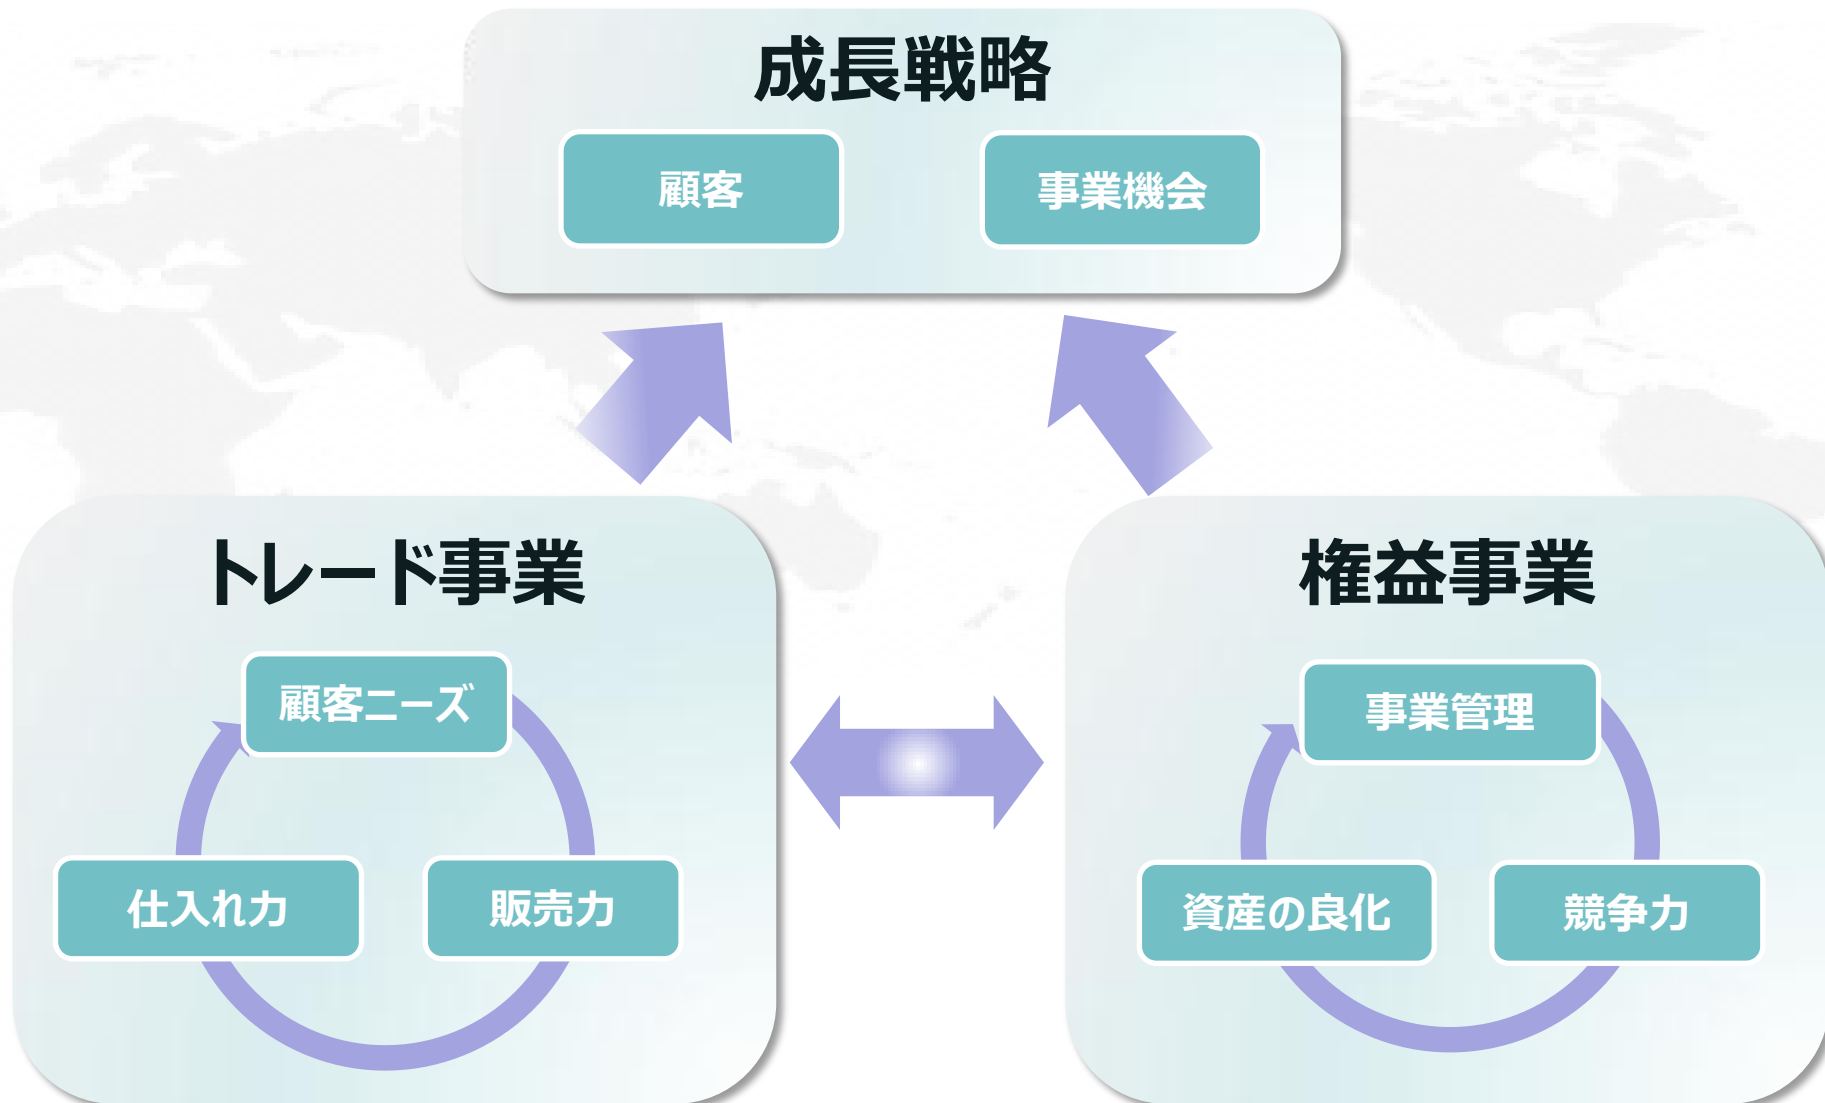 成長戦略
顧客
事業機会
トレード事業
顧客ニーズ
仕入れ力
販売力
権益事業
事業管理
資産の良化
競争力